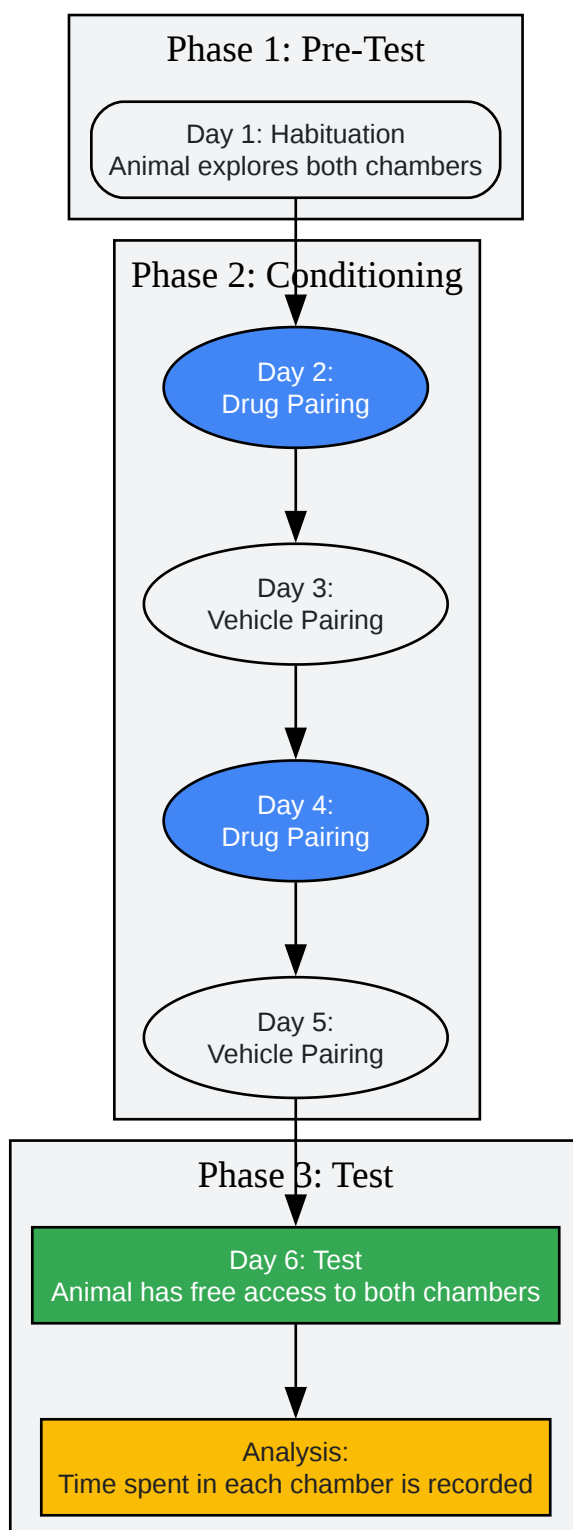 Phase 1: Pre-Test
Day 1: Habituation
Animal explores both chambers
Phase 2: Conditioning
Day 2:
Drug Pairing
Day 3:
Vehicle Pairing
Day 4:
Drug Pairing
Day 5:
Vehicle Pairing
Phase 3: Test
Day 6: Test
Animal has free access to both chambers
Analysis:
Time spent in each chamber is recorded